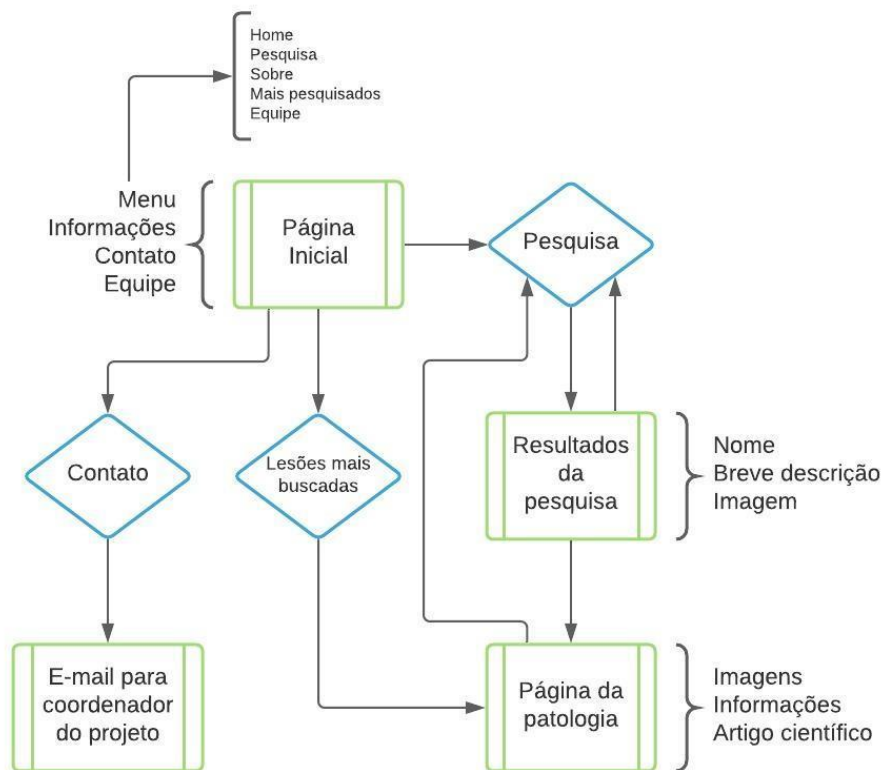 Home
Pesquisa
Sobre
Mais pesquisados
Equipe
Menu
Informações
Contato
Equipe
Página
Inicial
Pesquisa
Contato
Lesões mais
buscadas
Resultados
da
pesquisa
Nome
Breve descrição
Imagem
E-mail para
coordenador
do projeto
Página da
patologia
Imagens
Informações
Artigo científico